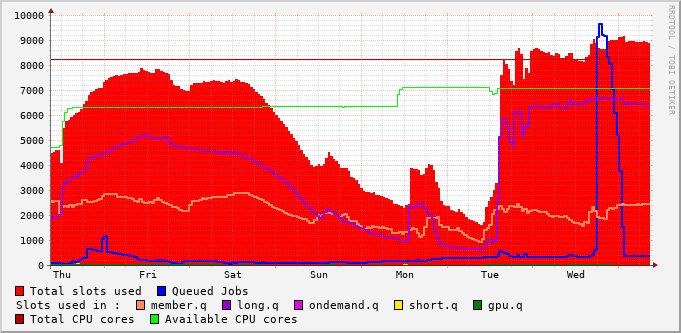 10000
9000
8000
7000
6000
5000
4000
3000
2000
1000
0
Thu Fri Sat Sun Mon Tue Wed
RRDTOOL / TOBI OETIKER
Total slots used Queued Jobs
Slots used in : member.q long.q ondemand.q short.q gpu.q
Total CPU cores Available CPU cores